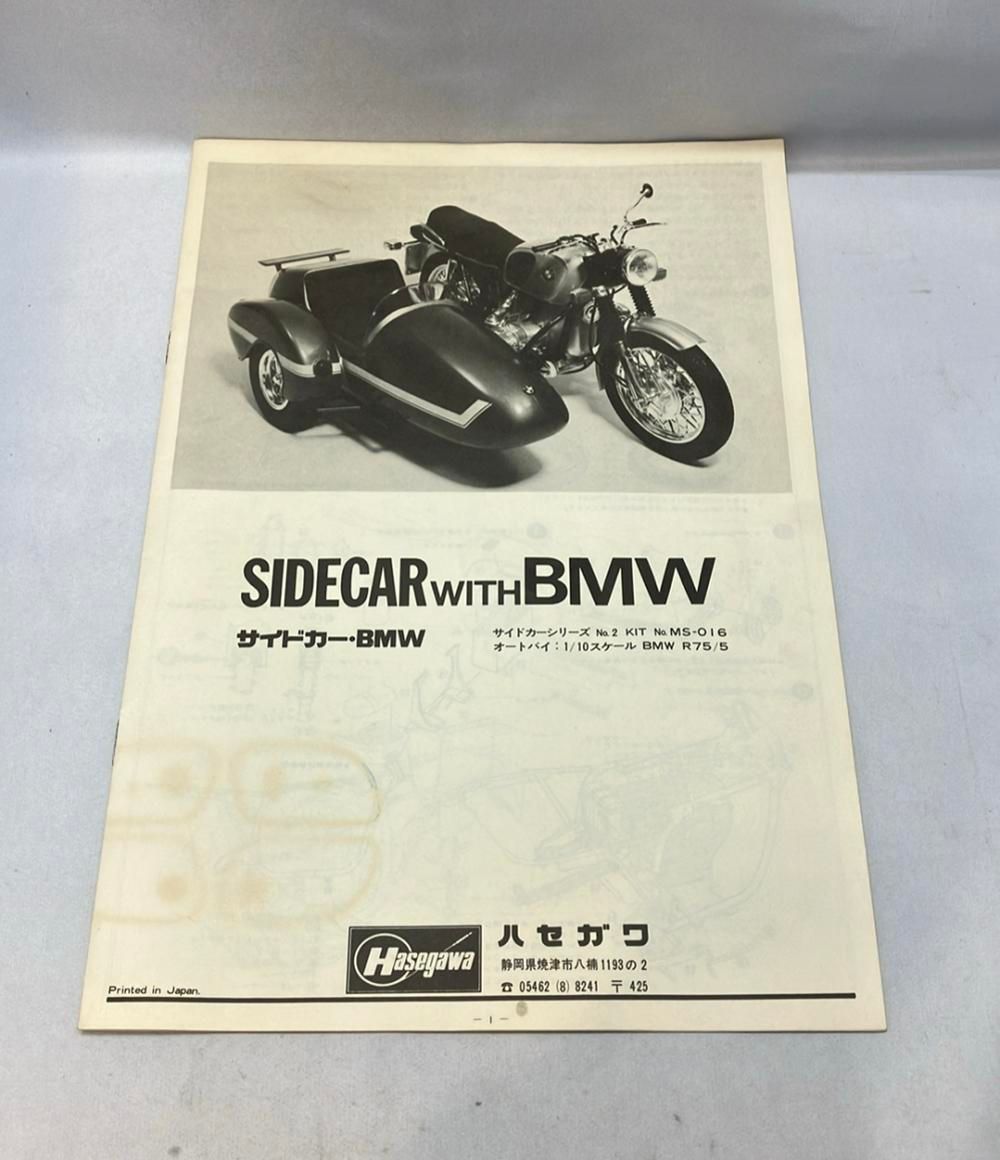 SIDECAR WITH BMW
サイドカー・BMW
サイドカーシリーズ No.2 KIT No.MS-016
オートバイ：1/10スケール BMW R75/5
Hasegawa
ハセガワ
静岡県焼津市八楠1193の2
☎ 05462 (8) 8241 〒 425
Printed in Japan.
— 1 —